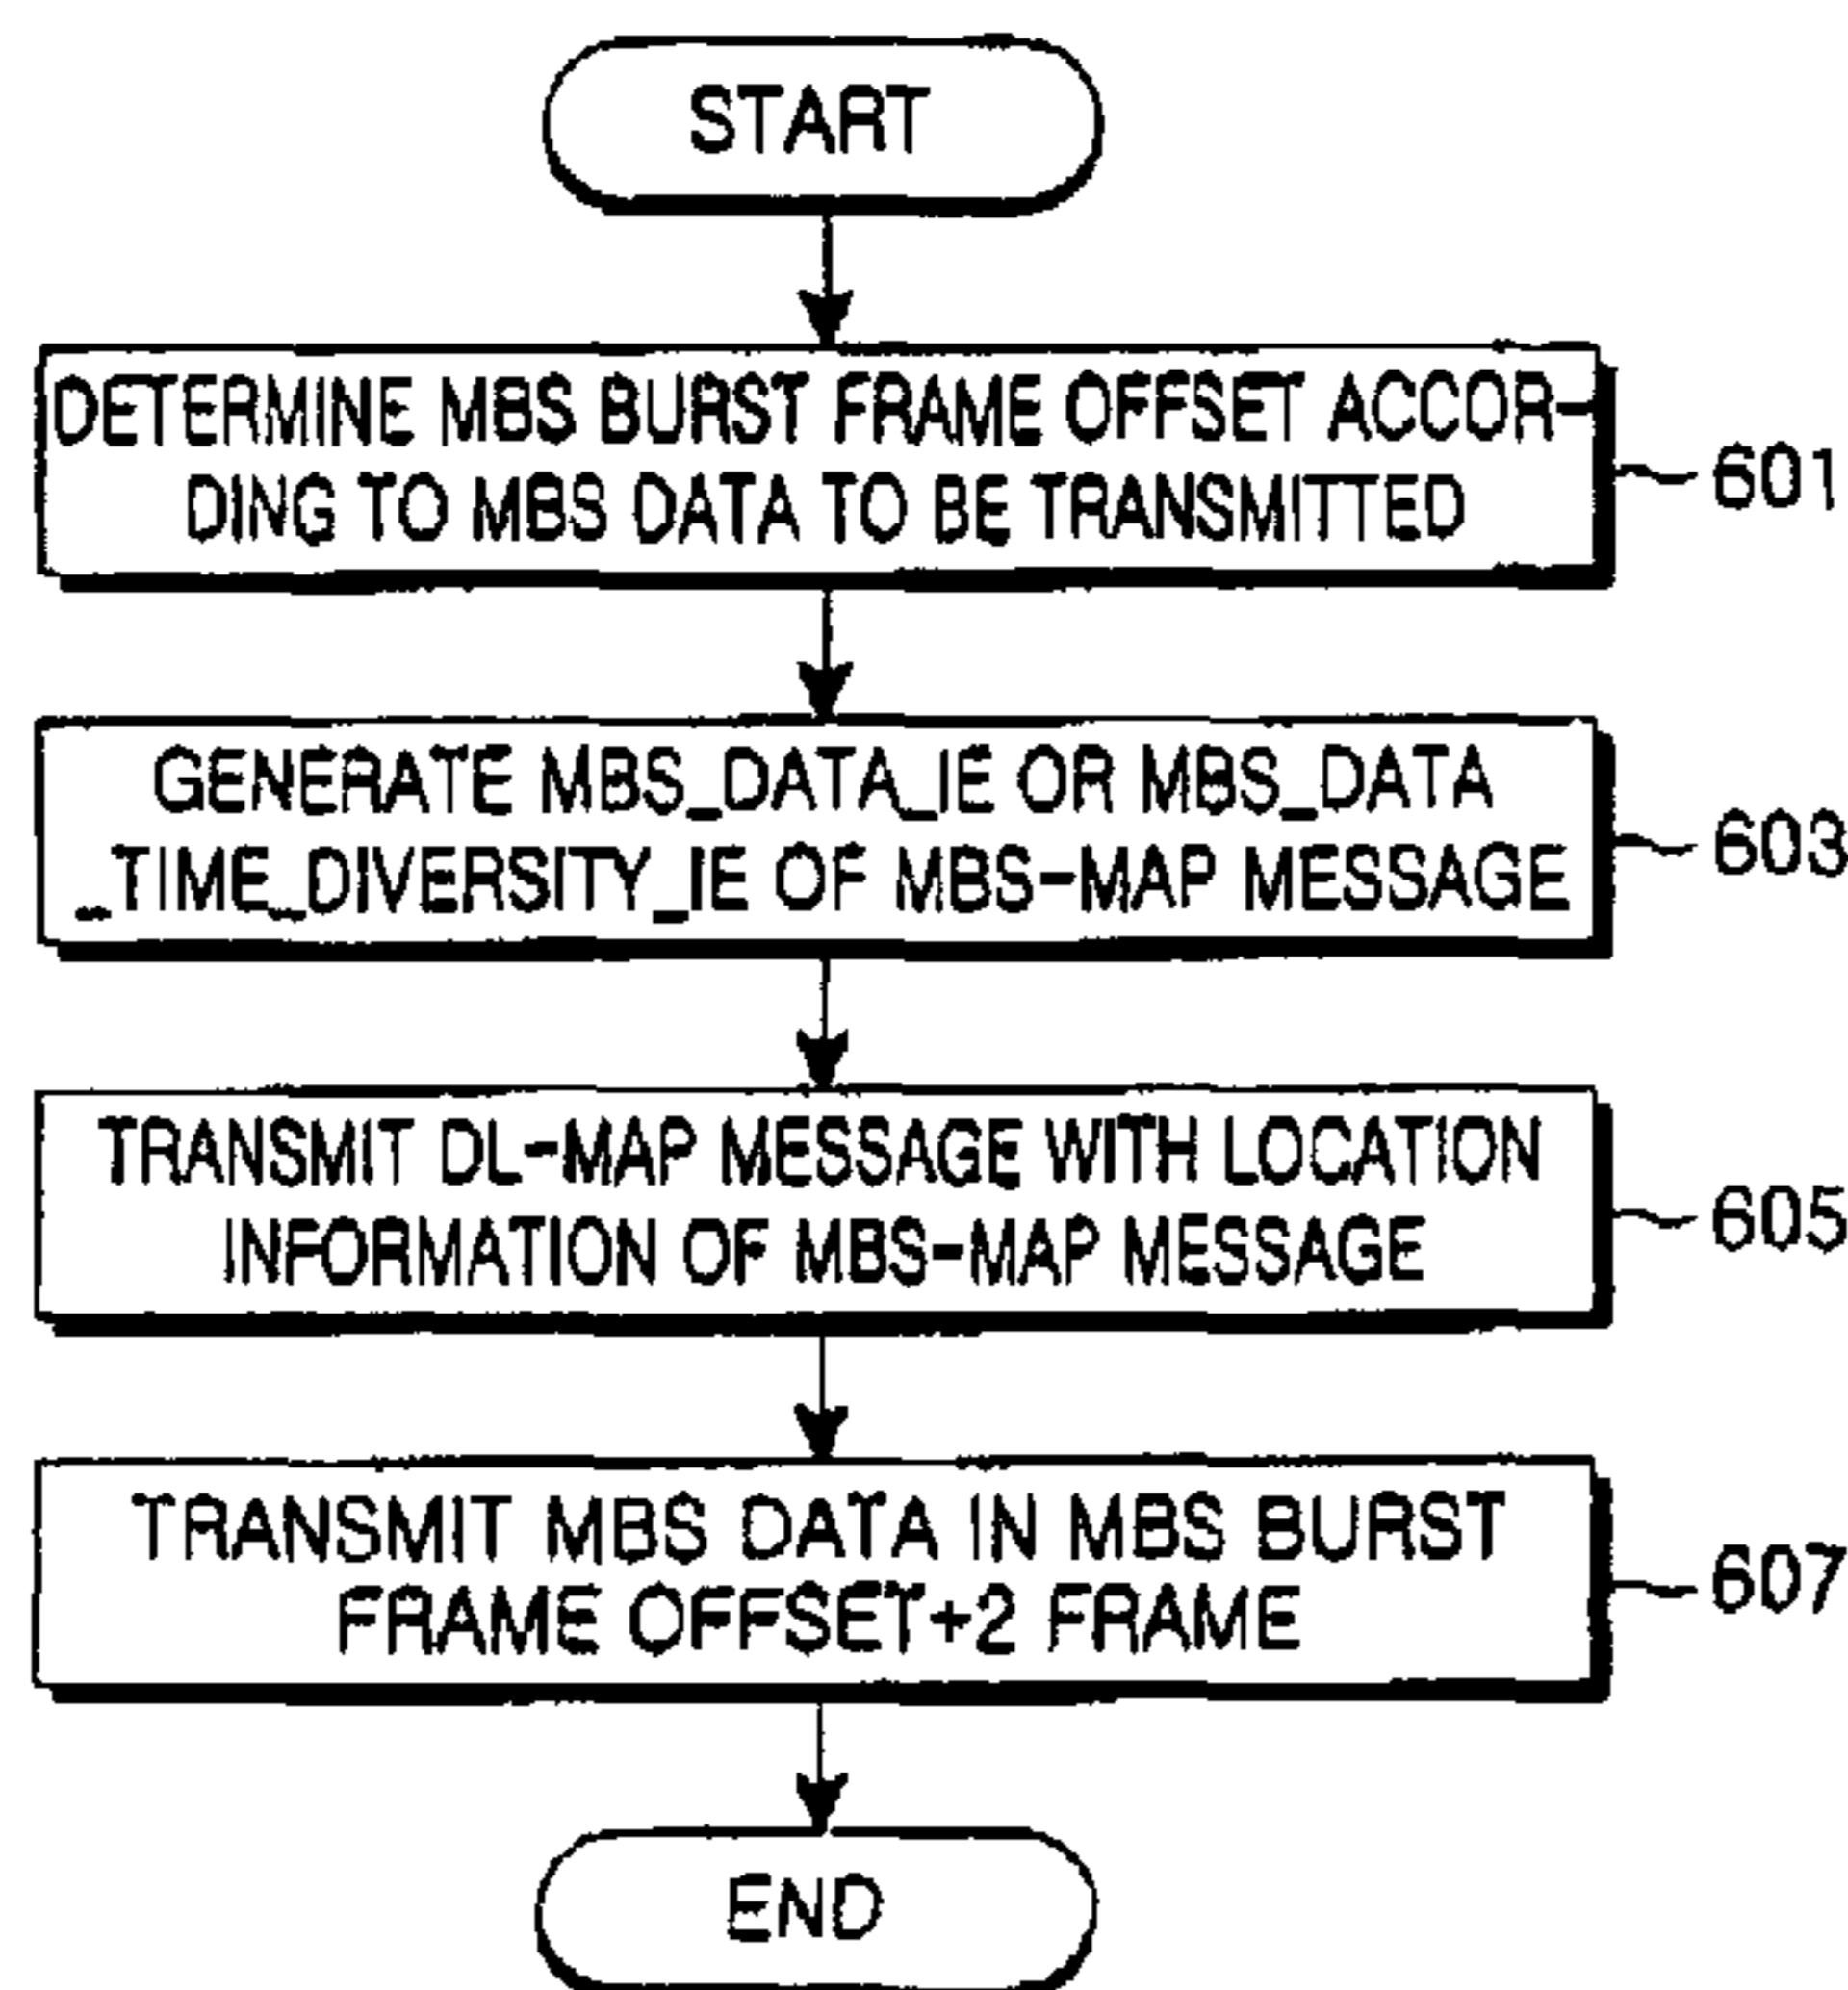 START
DETERMINE MBS BURST FRAME OFFSET ACCOR-
DING TO MBS DATA TO BE TRANSMITTED
601
GENERATE MBS_DATA_IE OR MBS_DATA
_TIME_DIVERSITY_IE OF MBS-MAP MESSAGE
603
TRANSMIT DL-MAP MESSAGE WITH LOCATION
INFORMATION OF MBS-MAP MESSAGE
605
TRANSMIT MBS DATA IN MBS BURST
FRAME OFFSET+2 FRAME
607
END